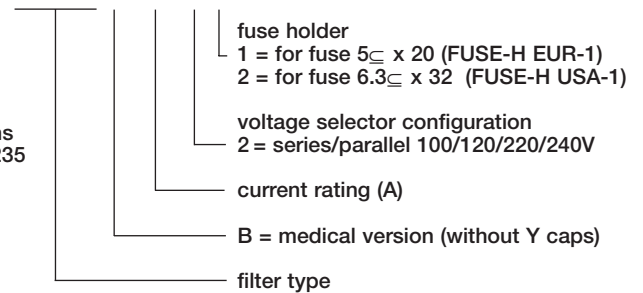 fuse holder
1 = for fuse 5⊆ x 20 (FUSE-H EUR-1)
2 = for fuse 6.3⊆ x 32 (FUSE-H USA-1)
voltage selector configuration
2 = series/parallel 100/120/220/240V
235
current rating (A)
B = medical version (without Y caps)
filter type